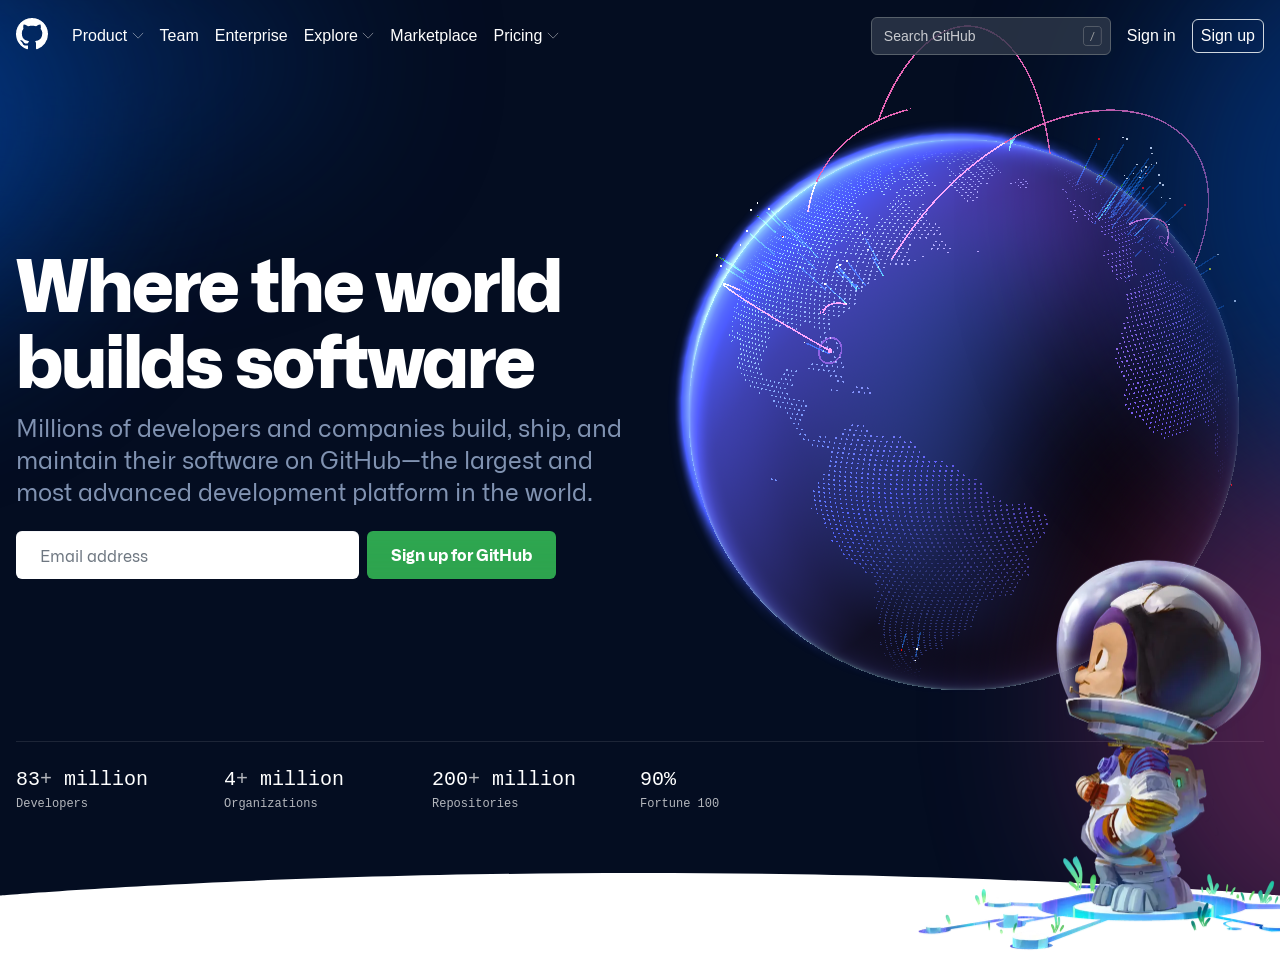 Product
Team
Enterprise
Explore
Marketplace
Pricing
Search GitHub
/
Sign in
Sign up
Where the world
builds software
Millions of developers and companies build, ship, and
maintain their software on GitHub—the largest and
most advanced development platform in the world.
Email address
Sign up for GitHub
83+ million
Developers
4+ million
Organizations
200+ million
Repositories
90%
Fortune 100